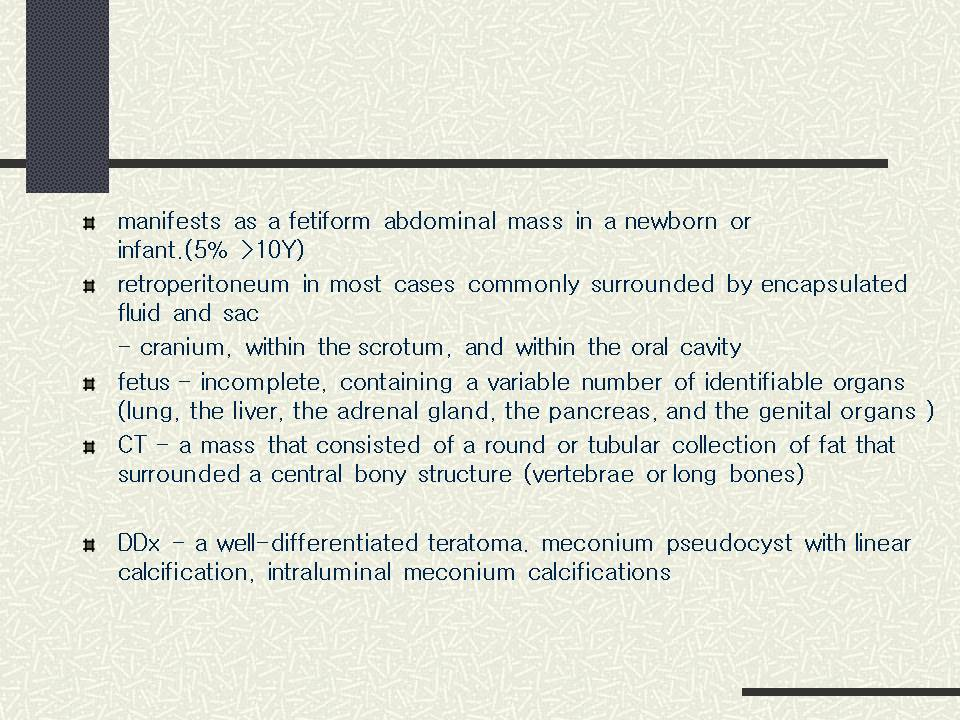 manifests as a fetiform abdominal mass in a newborn or
infant.(5% >10Y)
retroperitoneum in most cases commonly surrounded by encapsulated
fluid and sac
- cranium, within the scrotum, and within the oral cavity
fetus - incomplete, containing a variable number of identifiable organs
(lung, the liver, the adrenal gland, the pancreas, and the genital organs )
CT - a mass that consisted of a round or tubular collection of fat that
surrounded a central bony structure (vertebrae or long bones)
DDx - a well-differentiated teratoma. meconium pseudocyst with linear
calcification, intraluminal meconium calcifications